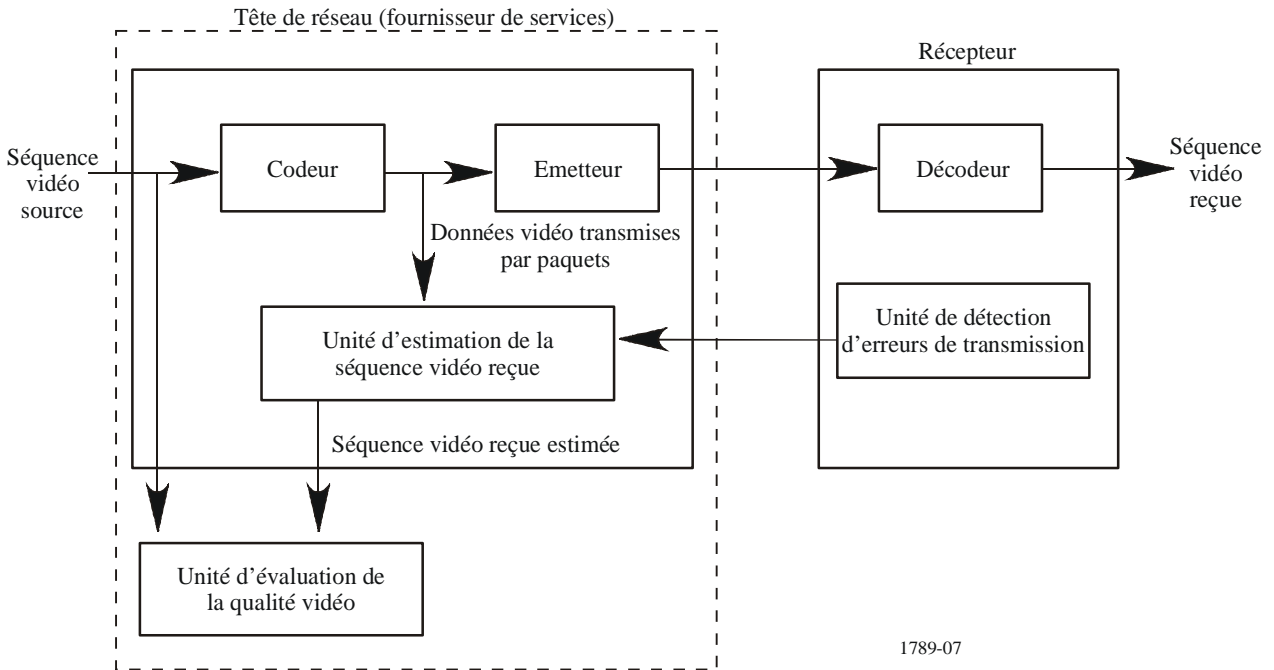 Tête de réseau (fournisseur de services)
Récepteur
Séquence
vidéo
source
Codeur
Emetteur
Décodeur
Séquence
vidéo
reçue
Données vidéo transmises
par paquets
Unité d'estimation de la
séquence vidéo reçue
Unité de détection
d'erreurs de transmission
Séquence vidéo reçue estimée
Unité d'évaluation de
la qualité vidéo
1789-07